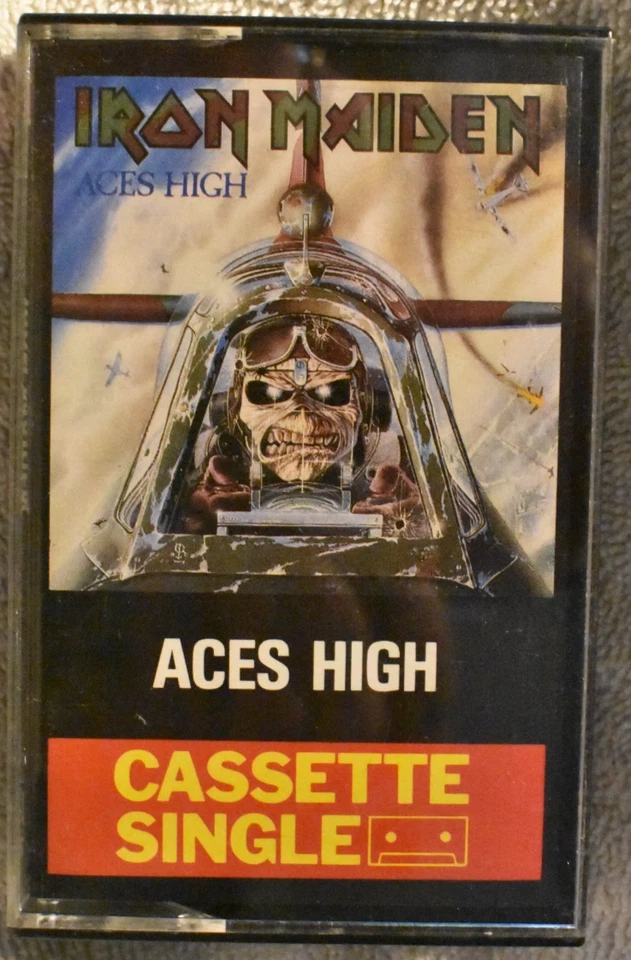 IRON MAIDEN
ACES HIGH
ACES HIGH
CASSETTE
SINGLE